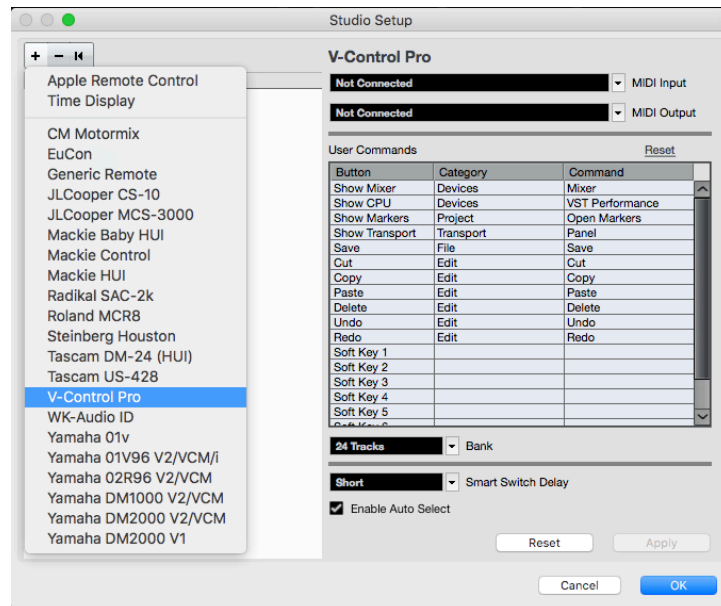 Studio Setup
+ −
Apple Remote Control
Time Display
CM Motormix
EuCon
Generic Remote
JLCooper CS-10
JLCooper MCS-3000
Mackie Baby HUI
Mackie Control
Mackie HUI
Radikal SAC-2k
Roland MCR8
Steinberg Houston
Tascam DM-24 (HUI)
Tascam US-428
V-Control Pro
WK-Audio ID
Yamaha 01v
Yamaha 01V96 V2/VCM/i
Yamaha 02R96 V2/VCM
Yamaha DM1000 V2/VCM
Yamaha DM2000 V2/VCM
Yamaha DM2000 V1
V-Control Pro
Not Connected MIDI Input
Not Connected MIDI Output
User Commands Reset
Button Category Command
Show Mixer Devices Mixer
Show CPU Devices VST Performance
Show Markers Project Open Markers
Show Transport Transport Panel
Save File Save
Cut Edit Cut
Copy Edit Copy
Paste Edit Paste
Delete Edit Delete
Undo Edit Undo
Redo Edit Redo
Soft Key 1
Soft Key 2
Soft Key 3
Soft Key 4
Soft Key 5
24 Tracks Bank
Short Smart Switch Delay
Enable Auto Select
Reset Apply
Cancel OK